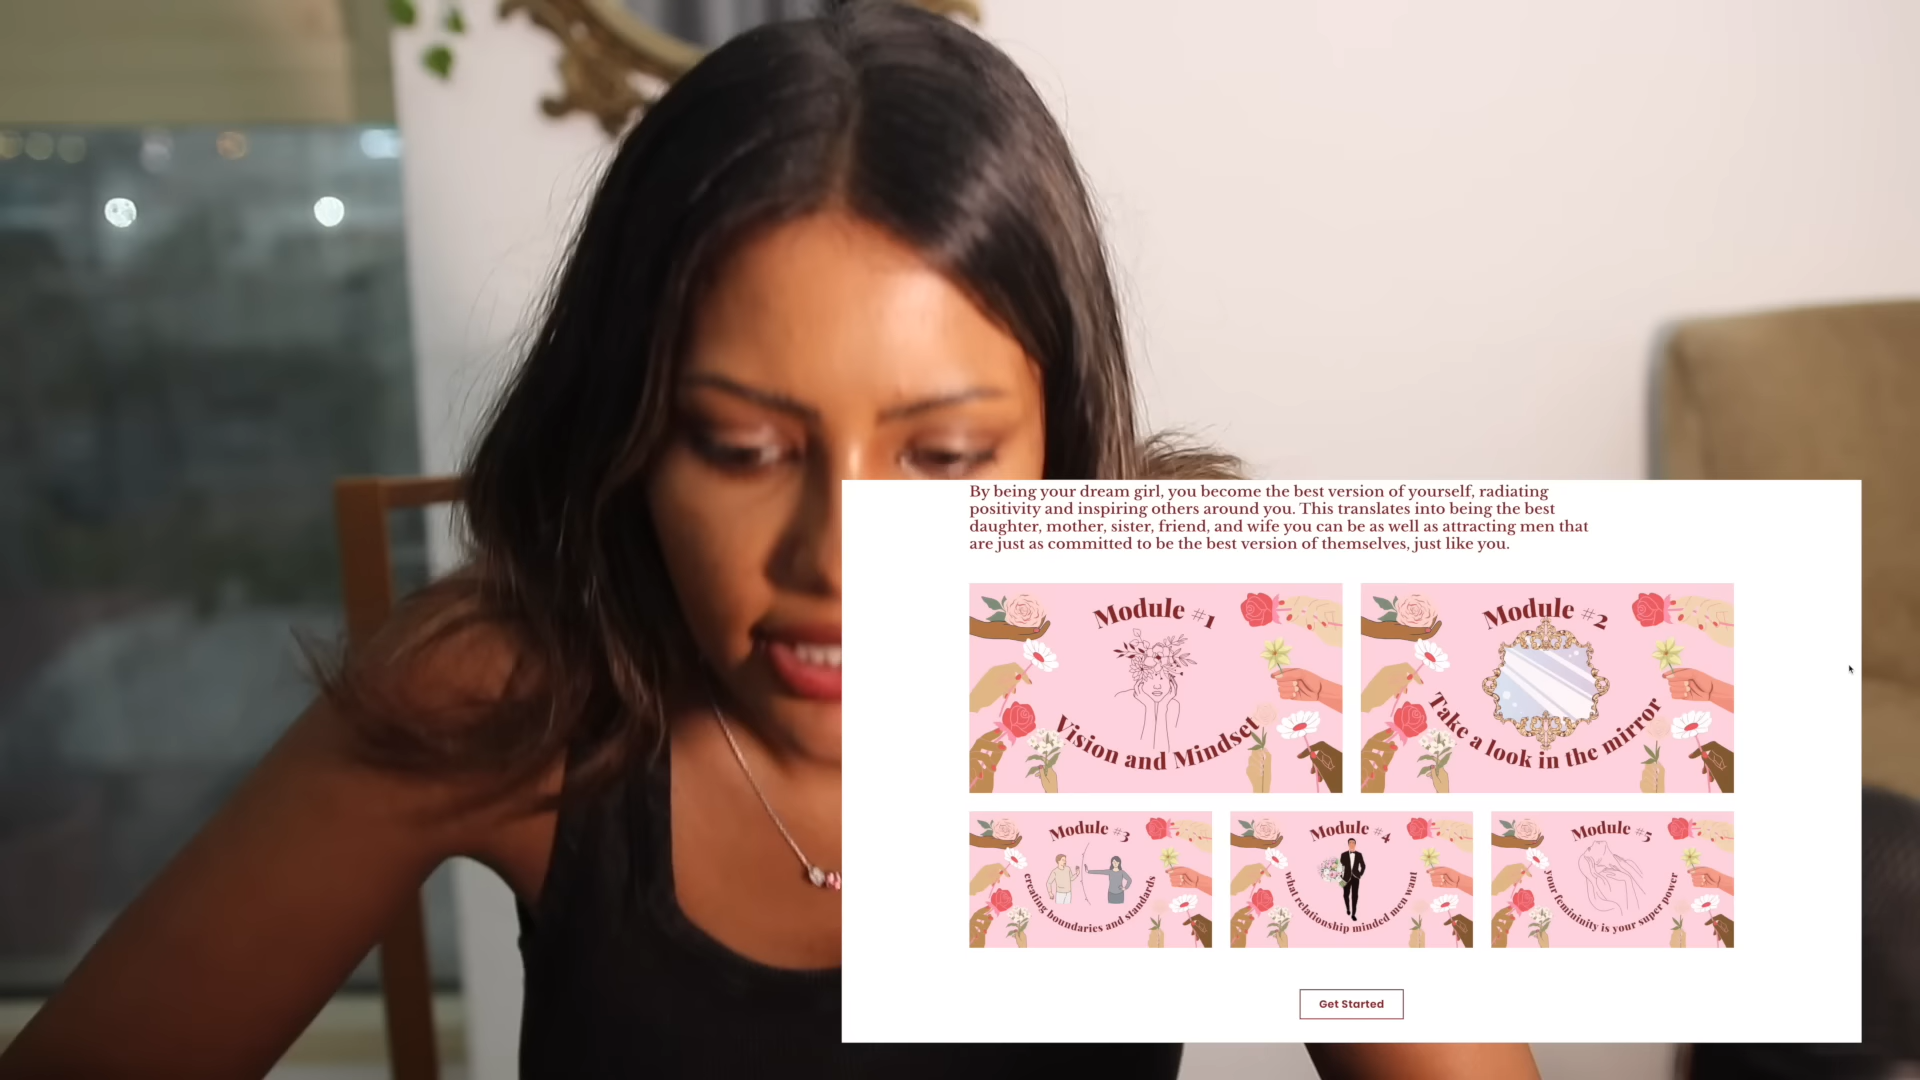 By being your dream girl, you become the best version of yourself, radiating
positivity and inspiring others around you. This translates into being the best
daughter, mother, sister, friend, and wife you can be as well as attracting men that
are just as committed to be the best version of themselves, just like you.
Module #1
Vision and Mindset
Module #2
Take a look in the mirror
Module #3
creating boundaries and standards
Module #4
what relationship minded men want
Module #5
your femininity is your super power
Get Started